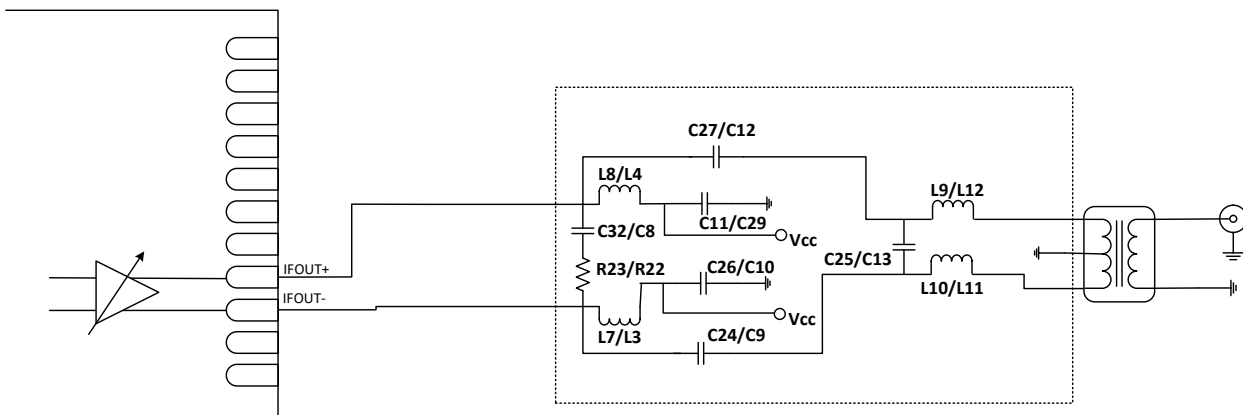 C27/C12
L8/L4
L9/L12
C11/C29
C32/C8
Vcc
C25/C13
R23/R22
C26/C10
IFOUT+
L10/L11
IFOUT-
Vcc
L7/L3
C24/C9